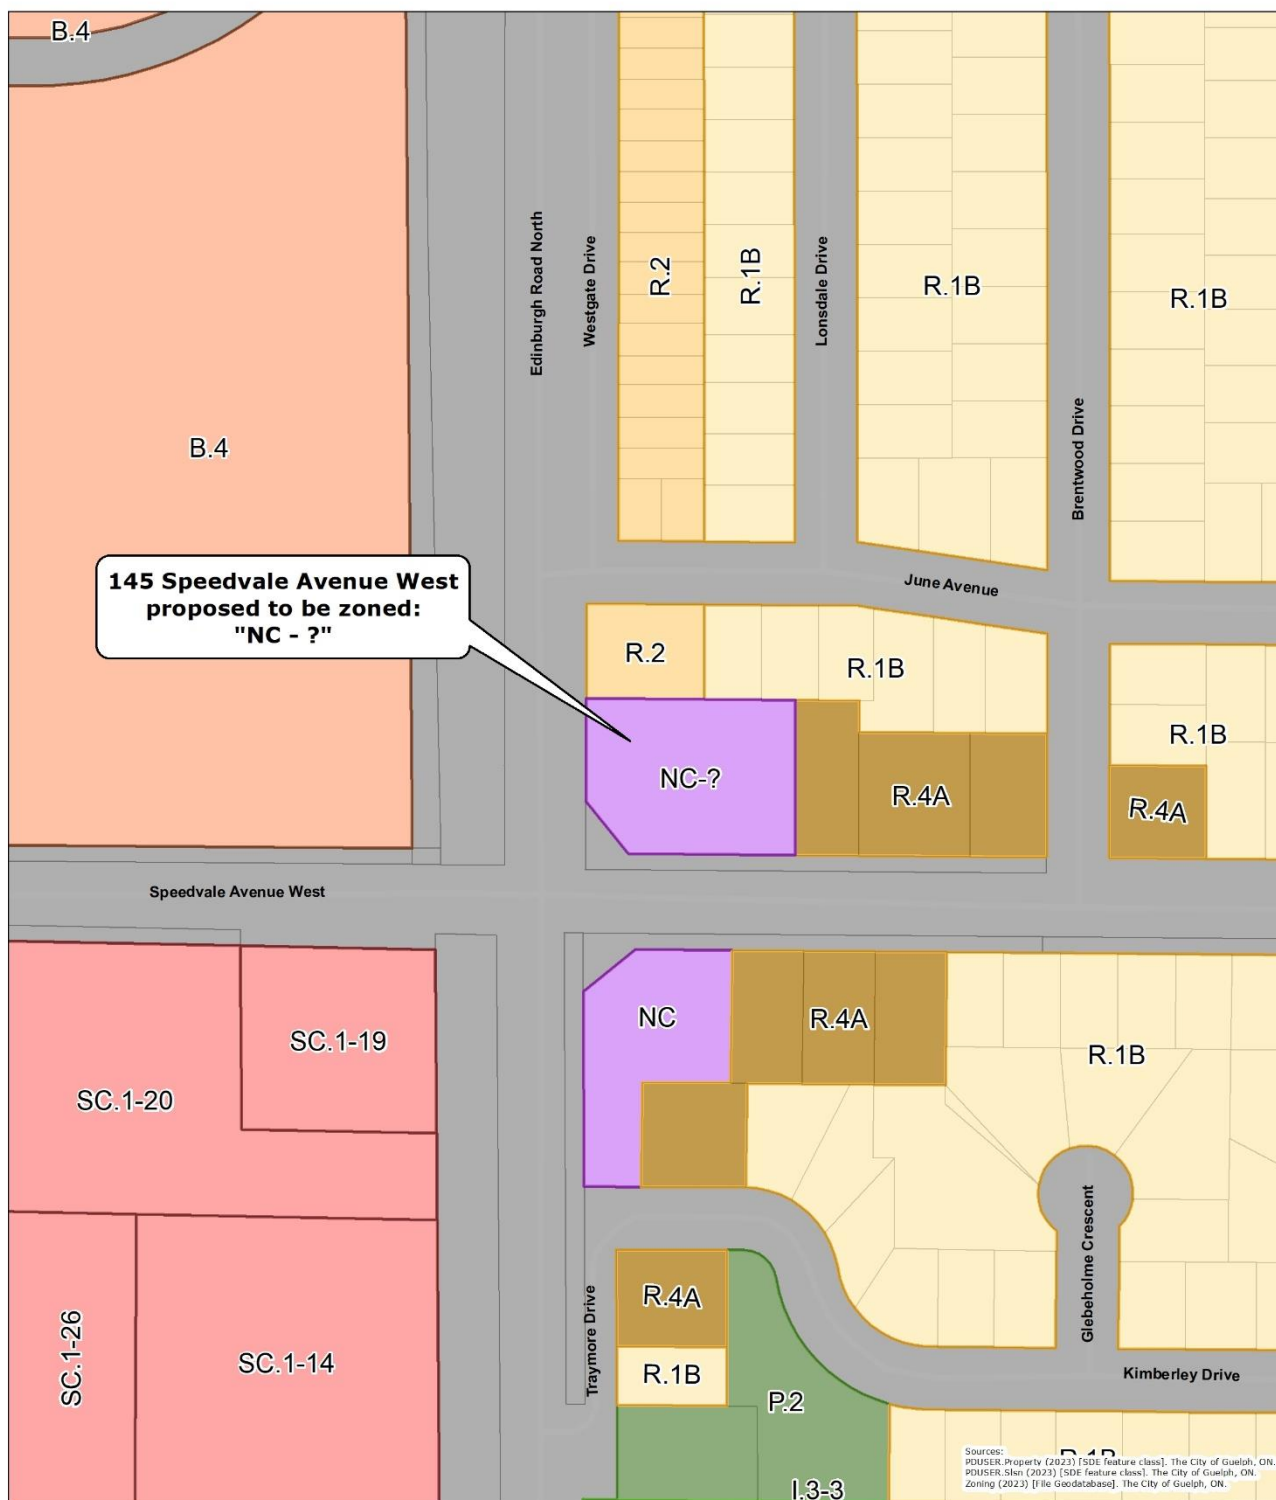 B.4
Edinburgh Road North
Westgate Drive
R.2
R.1B
Lonsdale Drive
R.1B
R.1B
Brentwood Drive
B.4
145 Speedvale Avenue West
proposed to be zoned:
"NC - ?"
June Avenue
R.2
R.1B
R.1B
NC-?
R.4A
R.4A
Speedvale Avenue West
NC
R.4A
SC.1-19
R.1B
SC.1-20
Glebeholme Crescent
R.4A
Traymore Drive
SC.1-26
SC.1-14
R.1B
Kimberley Drive
P.2
R.1B
I.3-3
Sources:
PDUSER.Property (2023) [SDE feature class]. The City of Guelph, ON.
PDUSER.Slsn (2023) [SDE feature class]. The City of Guelph, ON.
Zoning (2023) [File Geodatabase]. The City of Guelph, ON.